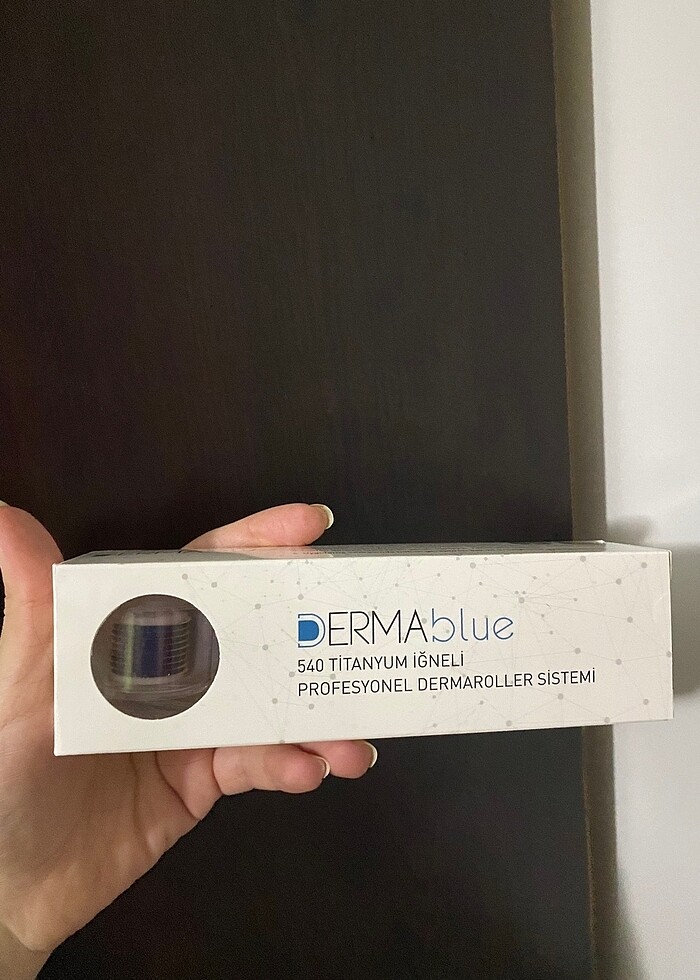 DERMAblue
540 TİTANYUM İĞNELİ
PROFESYONEL DERMAROLLER SİSTEMİ